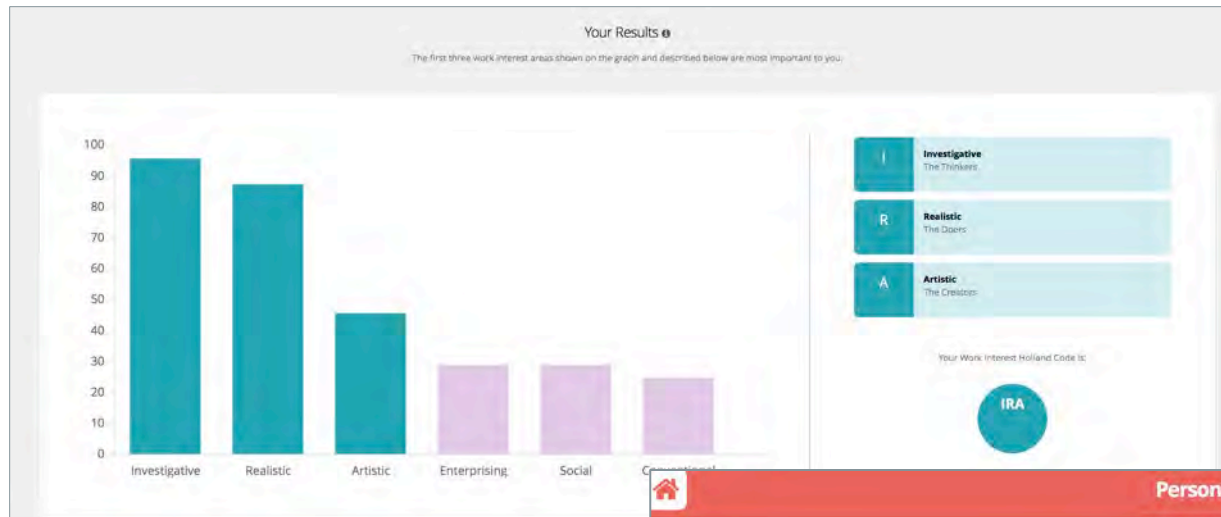 Your Results
The first three work interest areas shown on the graph and described below are most important to you.
100
90
80
70
60
50
40
30
20
10
0
Investigative
Realistic
Artistic
Enterprising
Social
I
Investigative
The Thinkers
R
Realistic
The Doers
A
Artistic
The Creators
Your Work Interest Holland Code is:
IRA
Person